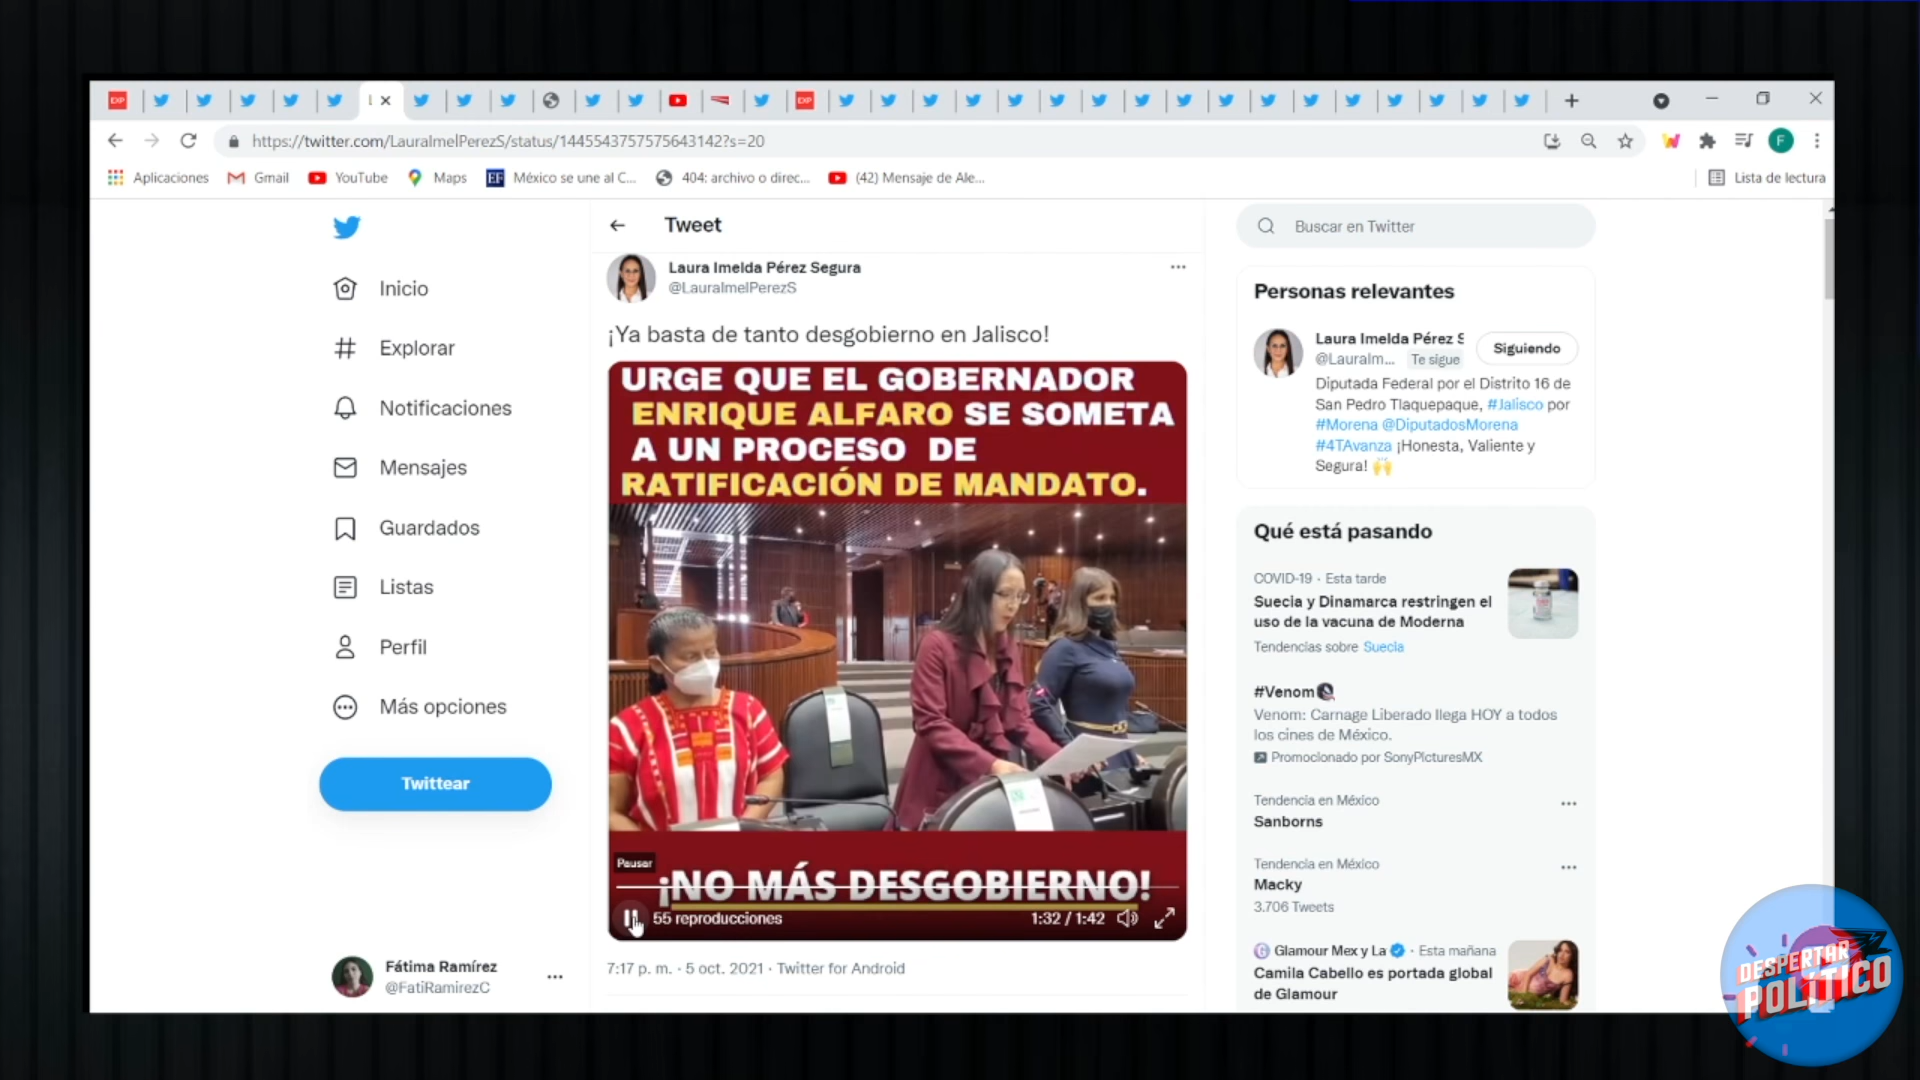 DP
DP
https://twitter.com/LauraImelPerezS/status/1445543757575643142?s=20
F
Aplicaciones
Gmail
YouTube
Maps
EF
México se une al C...
404: archivo o direc...
(42) Mensaje de Ale...
Lista de lectura
Tweet
Buscar en Twitter
Inicio
Explorar
Notificaciones
Mensajes
Guardados
Listas
Perfil
Más opciones
Twittear
Fátima Ramírez
@FatiRamirezC
Laura Imelda Pérez Segura
@LauraImelPerezS
¡Ya basta de tanto desgobierno en Jalisco!
URGE QUE EL GOBERNADOR
ENRIQUE ALFARO SE SOMETA
A UN PROCESO DE
RATIFICACIÓN DE MANDATO.
Pausar
¡NO MÁS DESGOBIERNO!
55 reproducciones
1:32 / 1:42
7:17 p. m. · 5 oct. 2021 · Twitter for Android
Personas relevantes
Laura Imelda Pérez S
@LauraIm...
Te sigue
Siguiendo
Diputada Federal por el Distrito 16 de
San Pedro Tlaquepaque, #Jalisco por
#Morena @DiputadosMorena
#4TAvanza ¡Honesta, Valiente y
Segura!
Qué está pasando
COVID-19 · Esta tarde
Suecia y Dinamarca restringen el
uso de la vacuna de Moderna
Tendencias sobre Suecia
#Venom
Venom: Carnage Liberado llega HOY a todos
los cines de México.
Promocionado por SonyPicturesMX
Tendencia en México
Sanborns
Tendencia en México
Macky
3.706 Tweets
Glamour Mex y La · Esta mañana
Camila Cabello es portada global
de Glamour
DESPERTAR
POLÍTICO